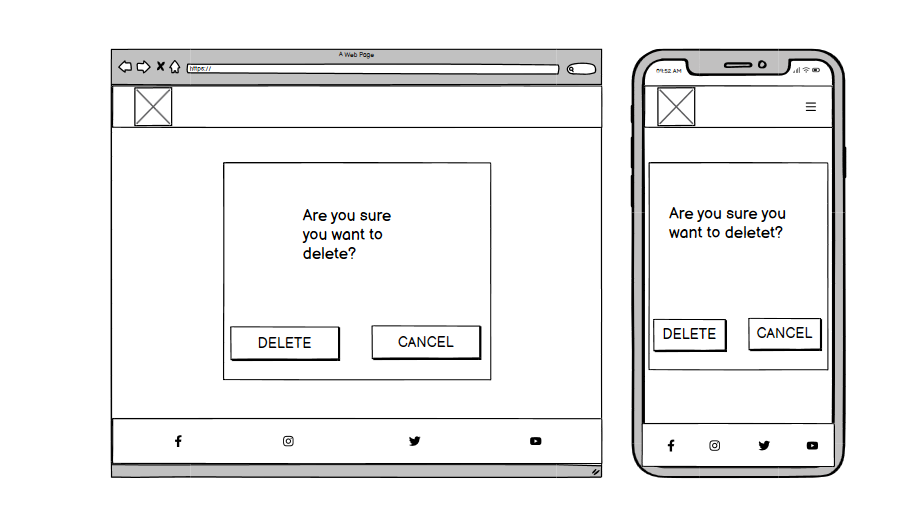 A Web Page
https://
Are you sure
you want to
delete?
DELETE
CANCEL
09:52 AM
Are you sure you
want to deletet?
DELETE
CANCEL